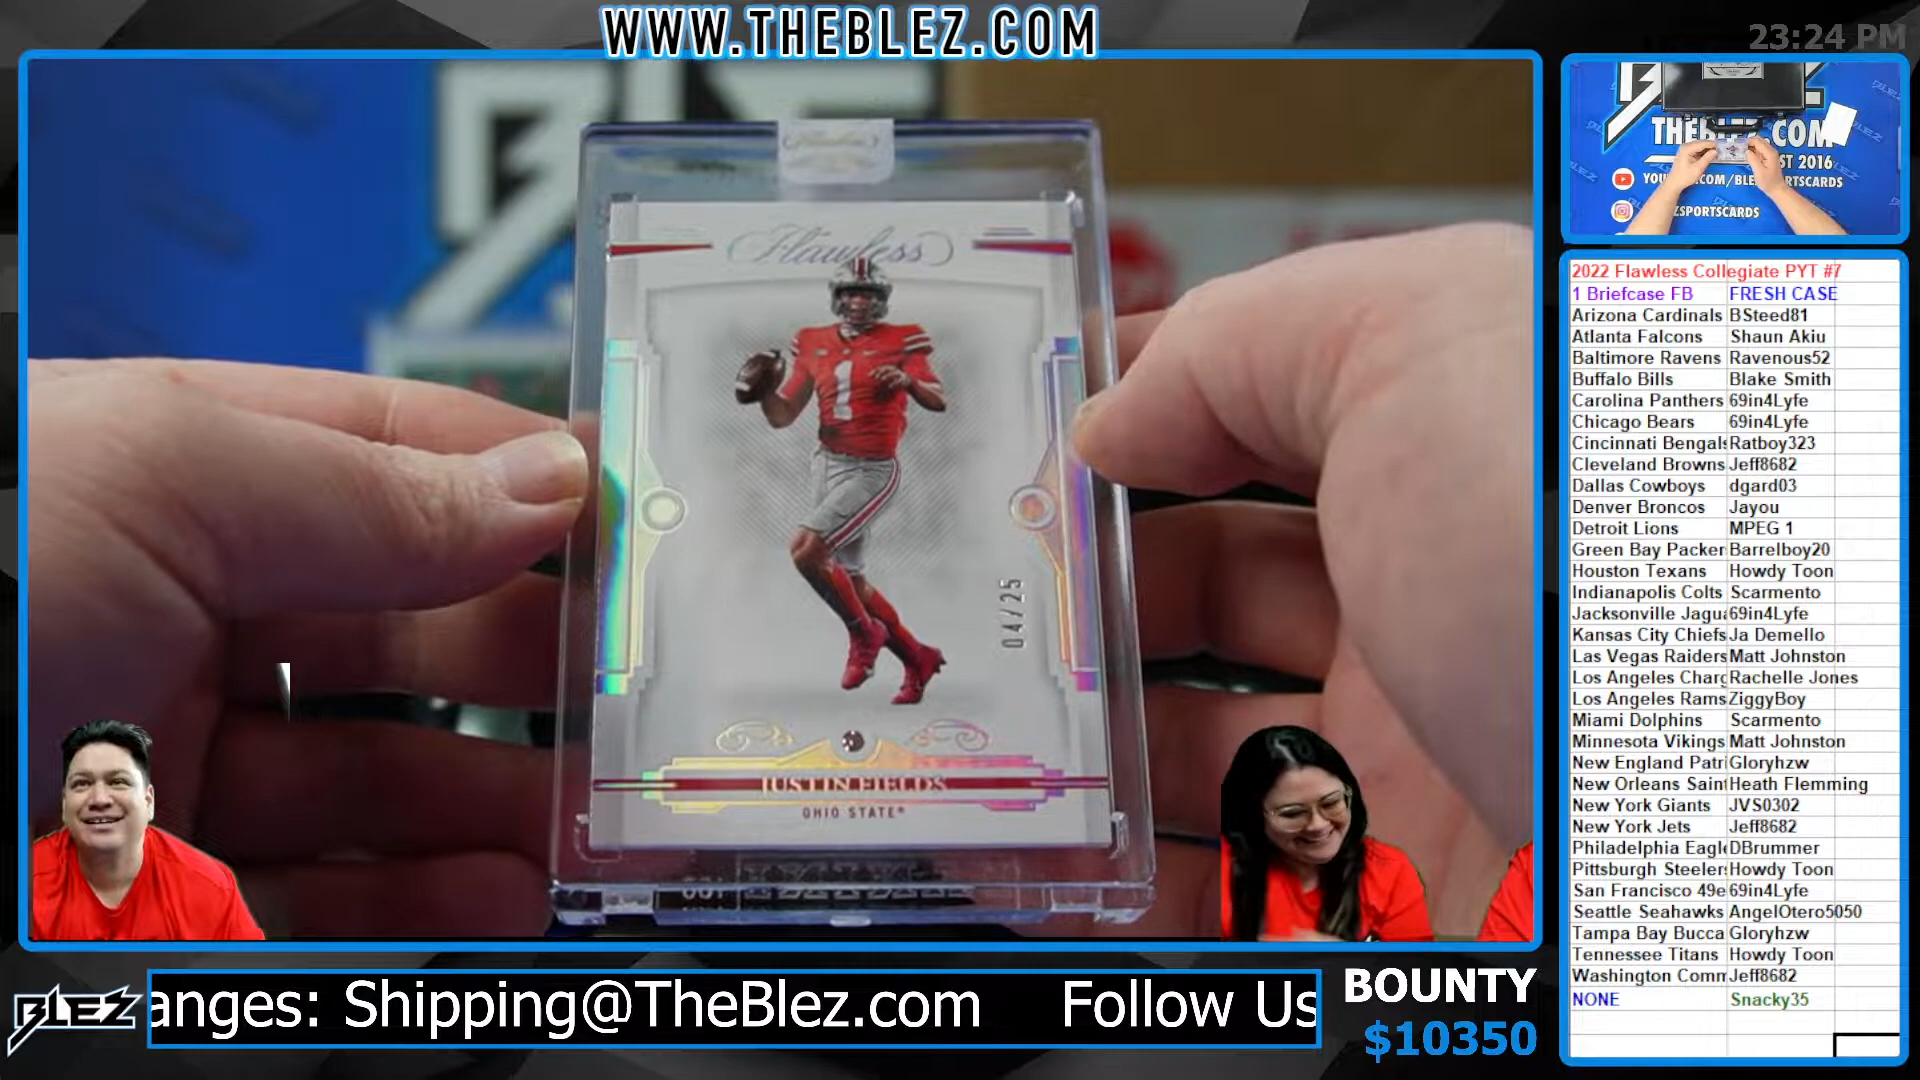 WWW.THEBLEZ.COM
23:24 PM
Flawless
1
04/25
JUSTIN FIELDS
OHIO STATE®
THEBLEZ.COM
ST 2016
2022 Flawless Collegiate PYT #7
1 Briefcase FB FRESH CASE
Arizona Cardinals BSteed81
Atlanta Falcons Shaun Akiu
Baltimore Ravens Ravenous52
Buffalo Bills Blake Smith
Carolina Panthers 69in4Lyfe
Chicago Bears 69in4Lyfe
Cincinnati Bengals Ratboy323
Cleveland Browns Jeff8682
Dallas Cowboys dgard03
Denver Broncos Jayou
Detroit Lions MPEG 1
Green Bay Packer Barrelboy20
Houston Texans Howdy Toon
Indianapolis Colts Scarmento
Jacksonville Jagua 69in4Lyfe
Kansas City Chiefs Ja Demello
Las Vegas Raiders Matt Johnston
Los Angeles Charg Rachelle Jones
Los Angeles Rams ZiggyBoy
Miami Dolphins Scarmento
Minnesota Vikings Matt Johnston
New England Patri Gloryhzw
New Orleans Saint Heath Flemming
New York Giants JVS0302
New York Jets Jeff8682
Philadelphia Eagle DBrummer
Pittsburgh Steelers Howdy Toon
San Francisco 49e 69in4Lyfe
Seattle Seahawks AngelOtero5050
Tampa Bay Bucca Gloryhzw
Tennessee Titans Howdy Toon
Washington Comm Jeff8682
NONE Snacky35
BLEZ
anges: Shipping@TheBlez.com Follow Us
BOUNTY
$10350